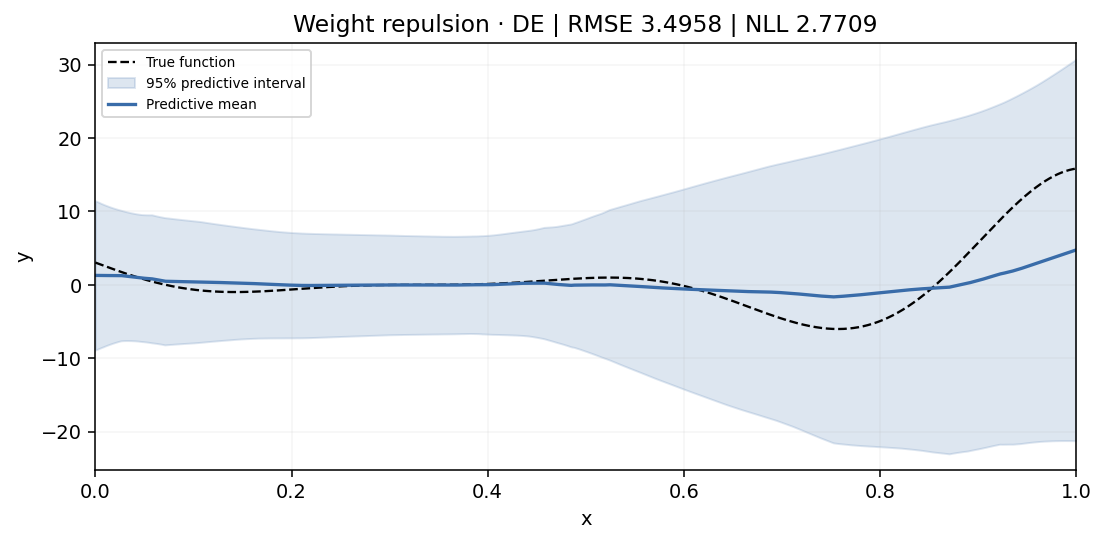 Weight repulsion · DE | RMSE 3.4958 | NLL 2.7709
True function
95% predictive interval
Predictive mean
30
20
10
0
−10
−20
y
0.0 0.2 0.4 0.6 0.8 1.0
x